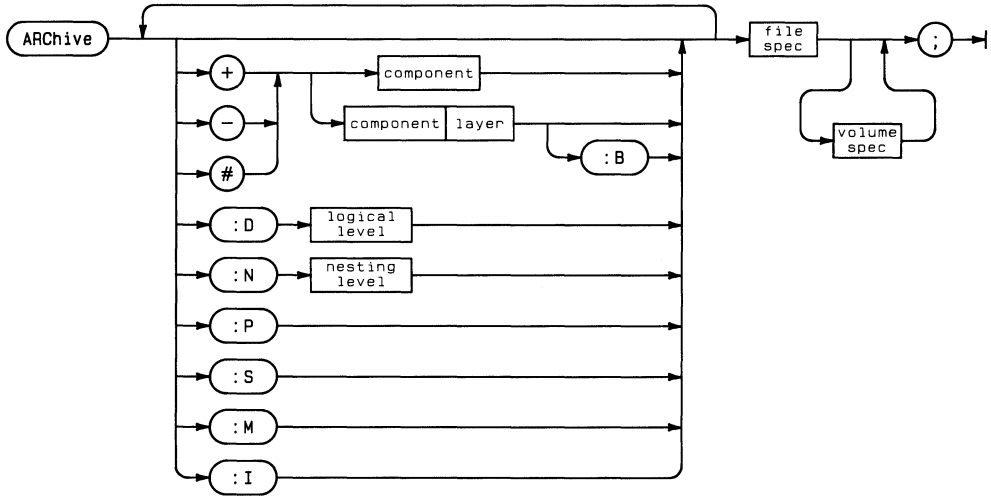 ARChive
file
spec
;
+
component
-
component layer
volume
spec
:B
#
:D
logical
level
:N
nesting
level
:P
:S
:M
:I